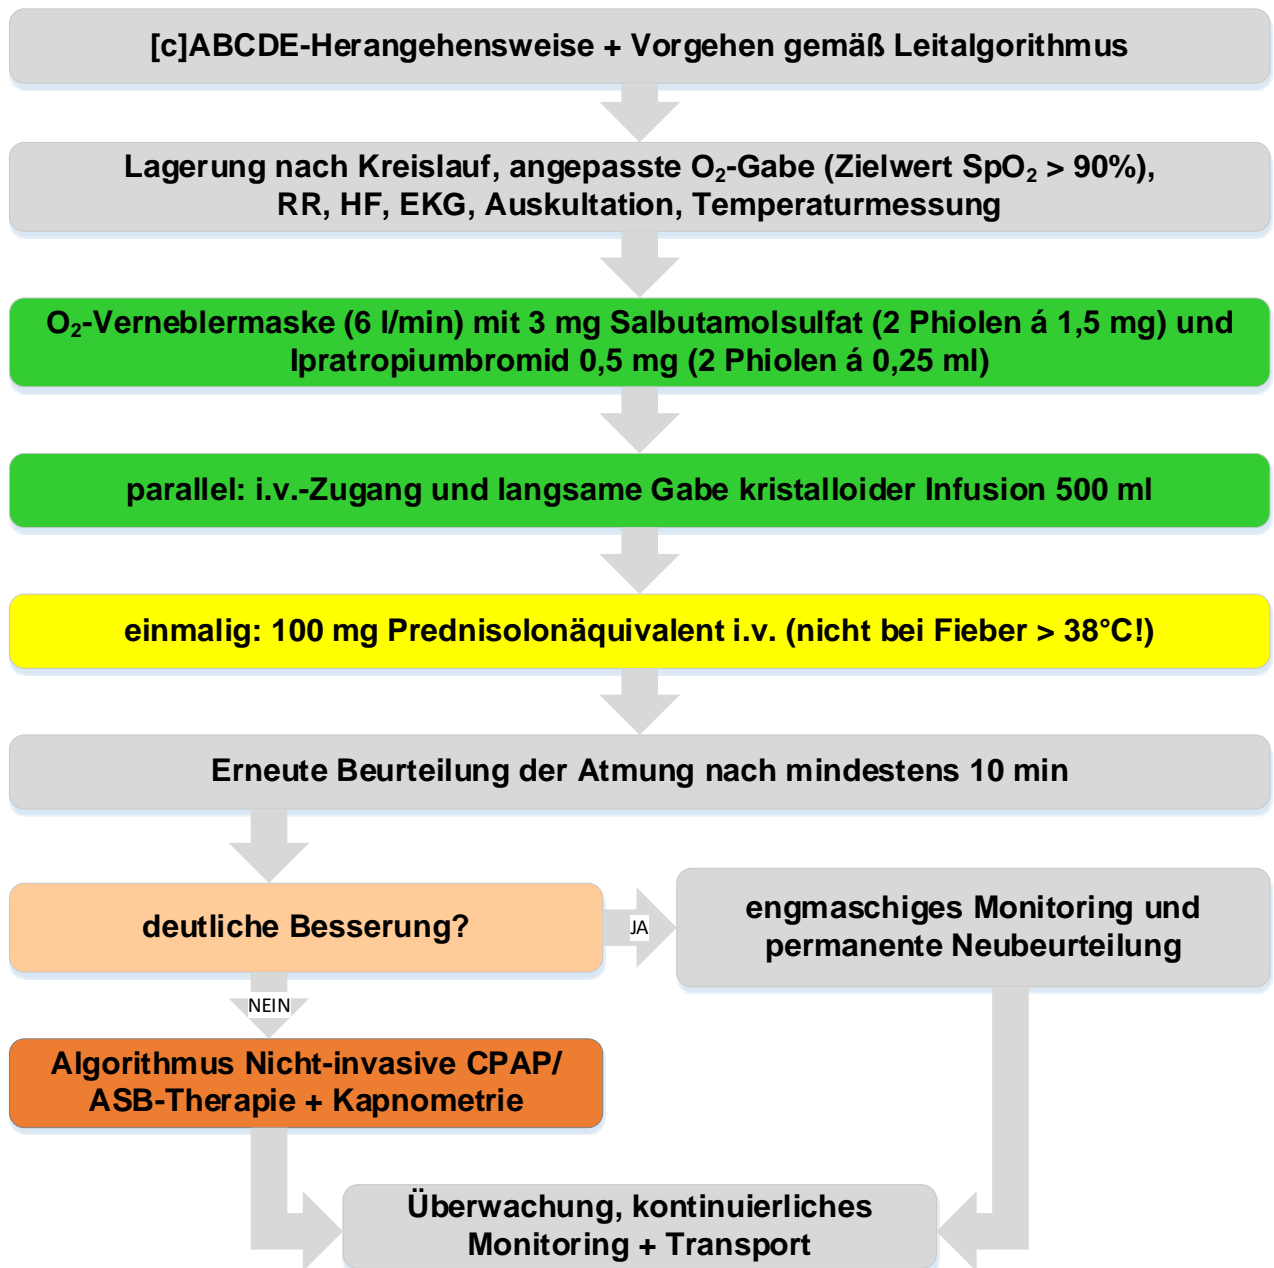 [c]ABCDE-Herangehensweise + Vorgehen gemäß Leitalgorithmus
Lagerung nach Kreislauf, angepasste O₂-Gabe (Zielwert SpO₂ > 90%),
RR, HF, EKG, Auskultation, Temperaturmessung
O₂-Verneblermaske (6 l/min) mit 3 mg Salbutamolsulfat (2 Phiolen á 1,5 mg) und
Ipratropiumbromid 0,5 mg (2 Phiolen á 0,25 ml)
parallel: i.v.-Zugang und langsame Gabe kristalloider Infusion 500 ml
einmalig: 100 mg Prednisolonäquivalent i.v. (nicht bei Fieber > 38°C!)
Erneute Beurteilung der Atmung nach mindestens 10 min
deutliche Besserung?
JA
engmaschiges Monitoring und
permanente Neubeurteilung
NEIN
Algorithmus Nicht-invasive CPAP/
ASB-Therapie + Kapnometrie
Überwachung, kontinuierliches
Monitoring + Transport